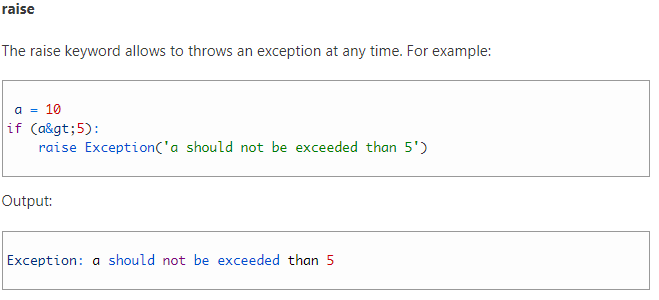 raise
The raise keyword allows to throws an exception at any time. For example:
a = 10
if (a&gt;5):
    raise Exception('a should not be exceeded than 5')
Output:
Exception: a should not be exceeded than 5